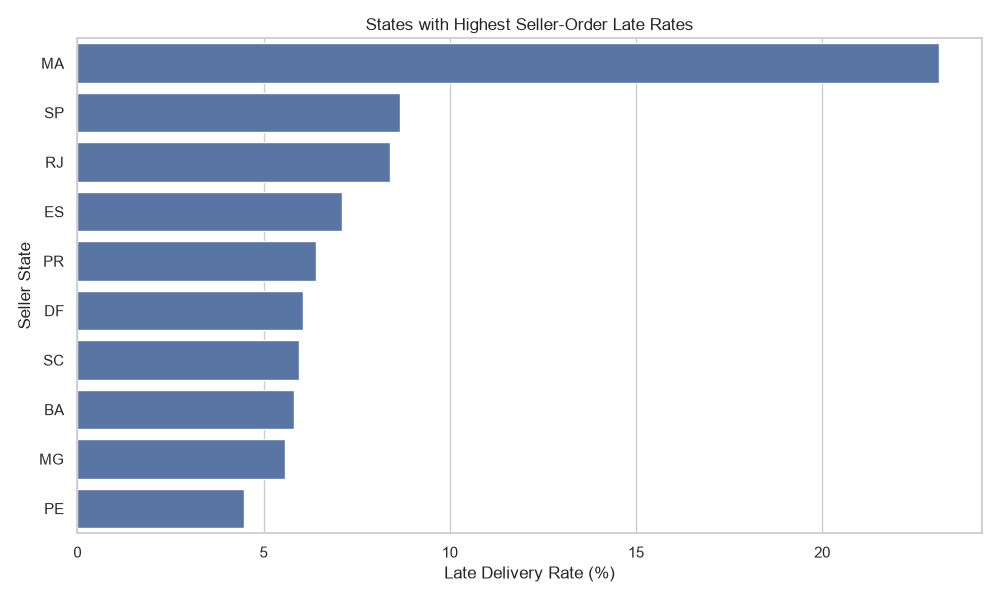 States with Highest Seller-Order Late Rates
Seller State
MA
SP
RJ
ES
PR
DF
SC
BA
MG
PE
0 5 10 15 20
Late Delivery Rate (%)